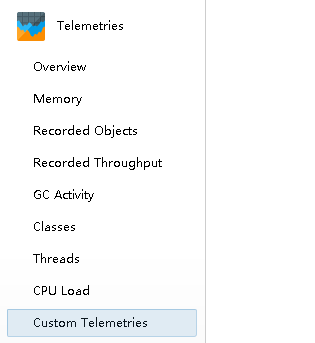 Telemetries
Overview
Memory
Recorded Objects
Recorded Throughput
GC Activity
Classes
Threads
CPU Load
Custom Telemetries